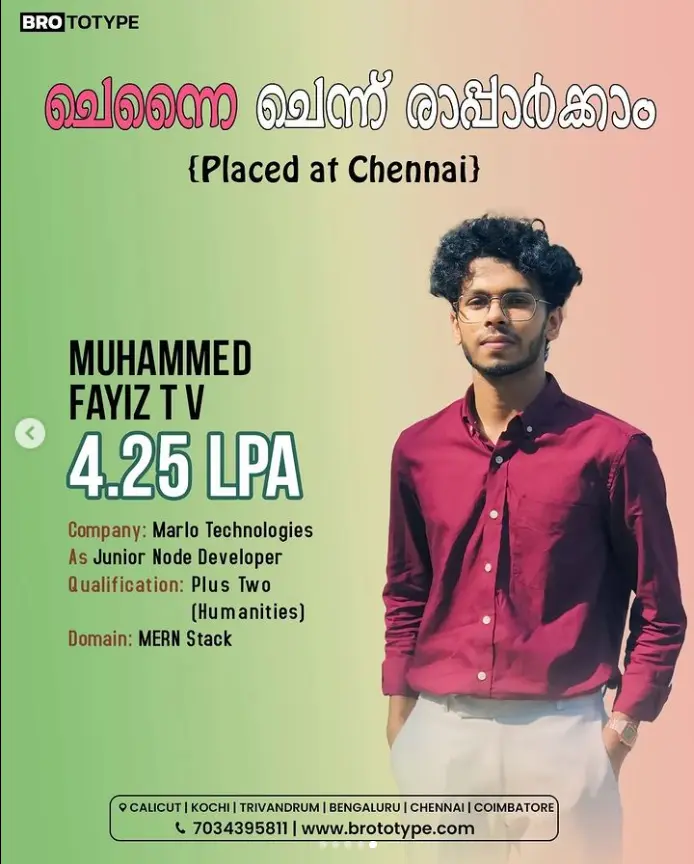 BROTOTYPE
ചെന്നൈ ചെന്ന് രാപ്പാർക്കാം
{Placed at Chennai}
MUHAMMED
FAYIZ T V
4.25 LPA
Company: Marlo Technologies
As Junior Node Developer
Qualification: Plus Two
(Humanities)
Domain: MERN Stack
CALICUT | KOCHI | TRIVANDRUM | BENGALURU | CHENNAI | COIMBATORE
7034395811 | www.brototype.com